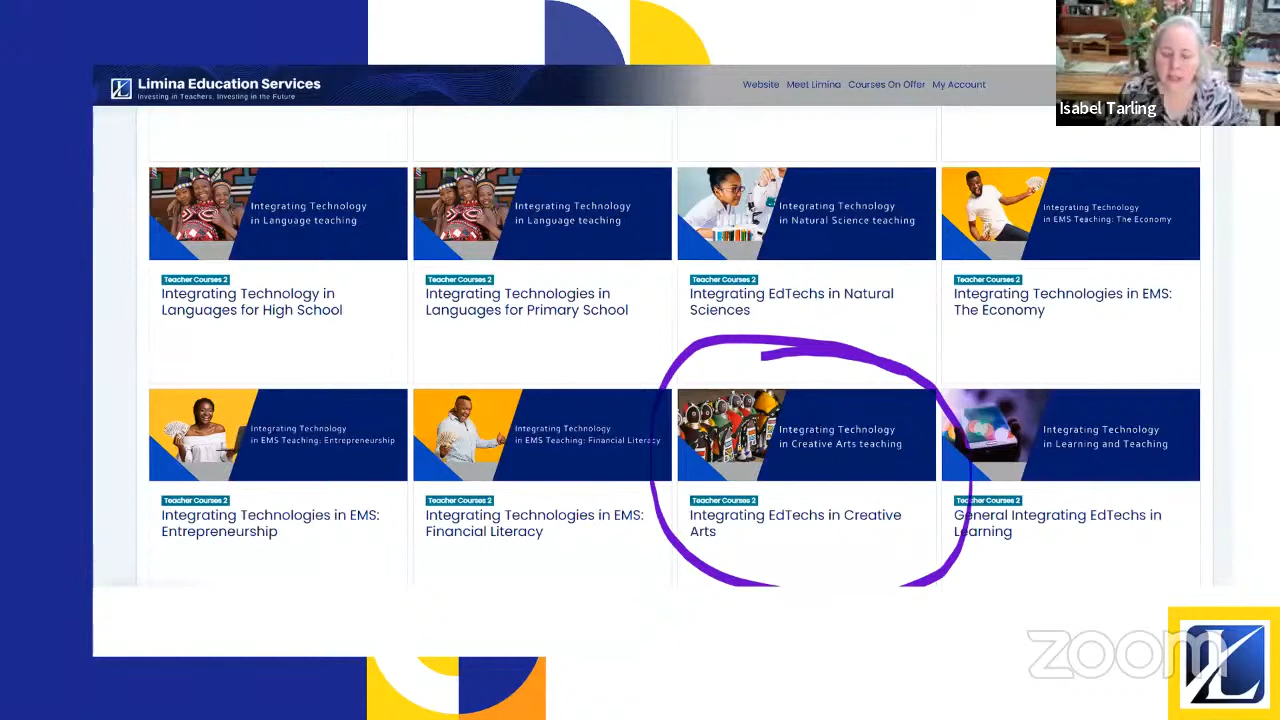 Limina Education Services
Investing in Teachers, Investing in the Future
Website Meet Limina Courses On Offer My Account
Isabel Tarling
Integrating Technology
in Language teaching
Integrating Technology
in Language teaching
Integrating Technology
in Natural Science teaching
Integrating Technology
in EMS Teaching: The Economy
Teacher Courses 2
Integrating Technology in
Languages for High School
Teacher Courses 2
Integrating Technologies in
Languages for Primary School
Teacher Courses 2
Integrating EdTechs in Natural
Sciences
Teacher Courses 2
Integrating Technologies in EMS:
The Economy
Integrating Technology
in EMS Teaching: Entrepreneurship
Integrating Technology
in EMS Teaching: Financial Literacy
Integrating Technology
in Creative Arts teaching
Integrating Technology
in Learning and Teaching
Teacher Courses 2
Integrating Technologies in EMS:
Entrepreneurship
Teacher Courses 2
Integrating Technologies in EMS:
Financial Literacy
Teacher Courses 2
Integrating EdTechs in Creative
Arts
Teacher Courses 2
General Integrating EdTechs in
Learning
zoom
L